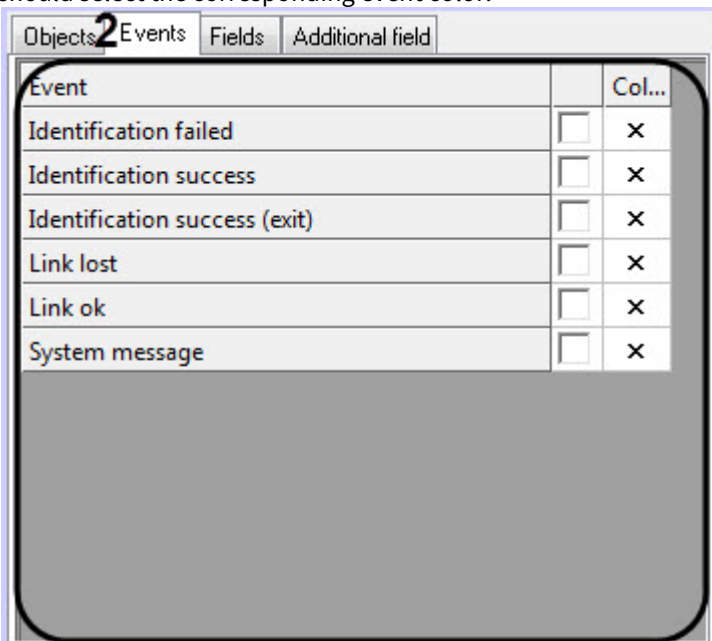 should select the corresponding event color.
Objects 2 Events Fields Additional field
Event Col...
Identification failed ×
Identification success ×
Identification success (exit) ×
Link lost ×
Link ok ×
System message ×